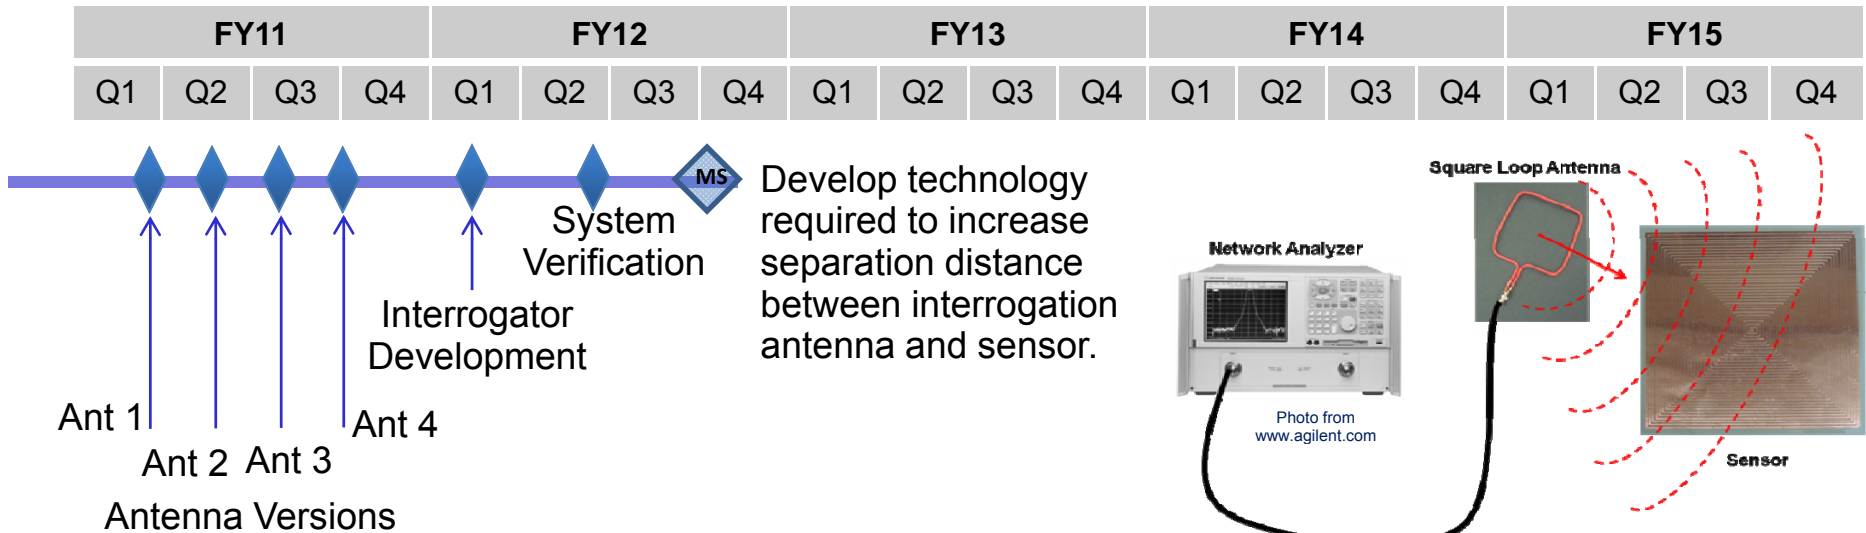 FY11 FY12 FY13 FY14 FY15
Q1 Q2 Q3 Q4 Q1 Q2 Q3 Q4 Q1 Q2 Q3 Q4 Q1 Q2 Q3 Q4 Q1 Q2 Q3 Q4
MS
System
Verification
Interrogator
Development
Ant 1
Ant 2
Ant 3
Ant 4
Antenna Versions
Develop technology
required to increase
separation distance
between interrogation
antenna and sensor.
Square Loop Antenna
Network Analyzer
Photo from
www.agilent.com
Sensor